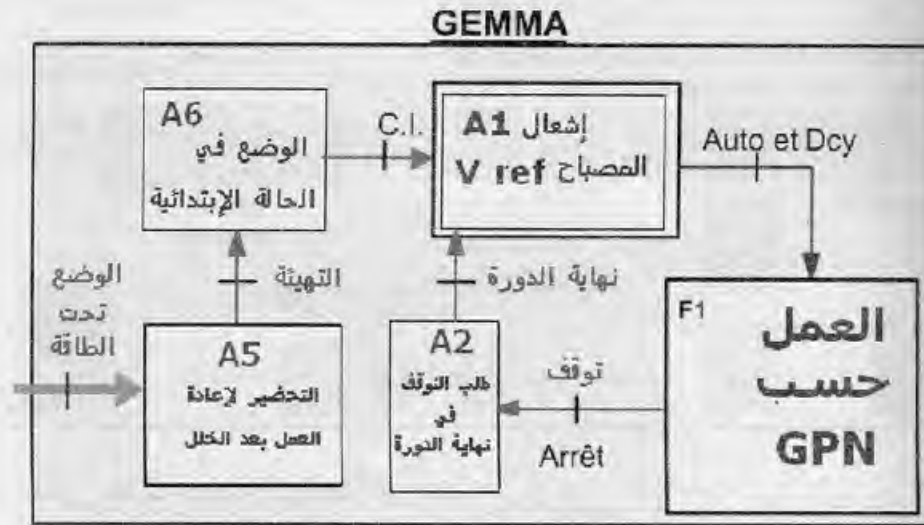 GEMMA
A6
الوضع في
الحالة الإبتدائية
C.I.
A1 إشعال
المصباح V ref
Auto et Dcy
الوضع
تحت
الطاقة
التهيئة
نهاية الدورة
A5
التحضير لإعادة
العمل بعد الخلل
A2
طلب التوقف
في
نهاية الدورة
توقف
Arrêt
F1
العمل
حسب
GPN